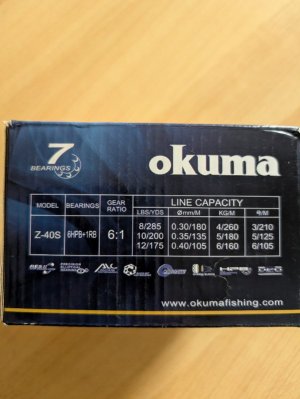 7
BEARINGS
okuma
MODEL BEARINGS GEAR RATIO LINE CAPACITY
LBS/YDS Ømm/M KG/M
Z-40S 6HPB+1RB 6:1
8/285 0.30/180 4/260 3/210
10/200 0.35/135 5/180 5/125
12/175 0.40/105 6/160 6/105
HPB
www.okumafishing.com